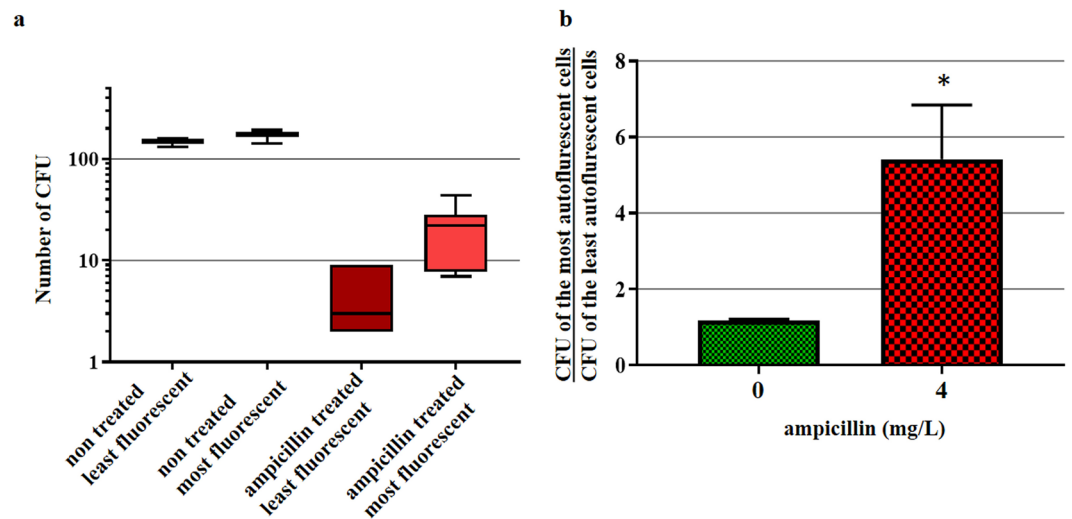 a
Number of CFU
100
10
1
non treated
least fluorescent
non treated
most fluorescent
ampicillin treated
least fluorescent
ampicillin treated
most fluorescent
b
CFU of the most autoflurescent cells
CFU of the least autoflurescent cells
8
6
4
2
0
*
0
4
ampicillin (mg/L)